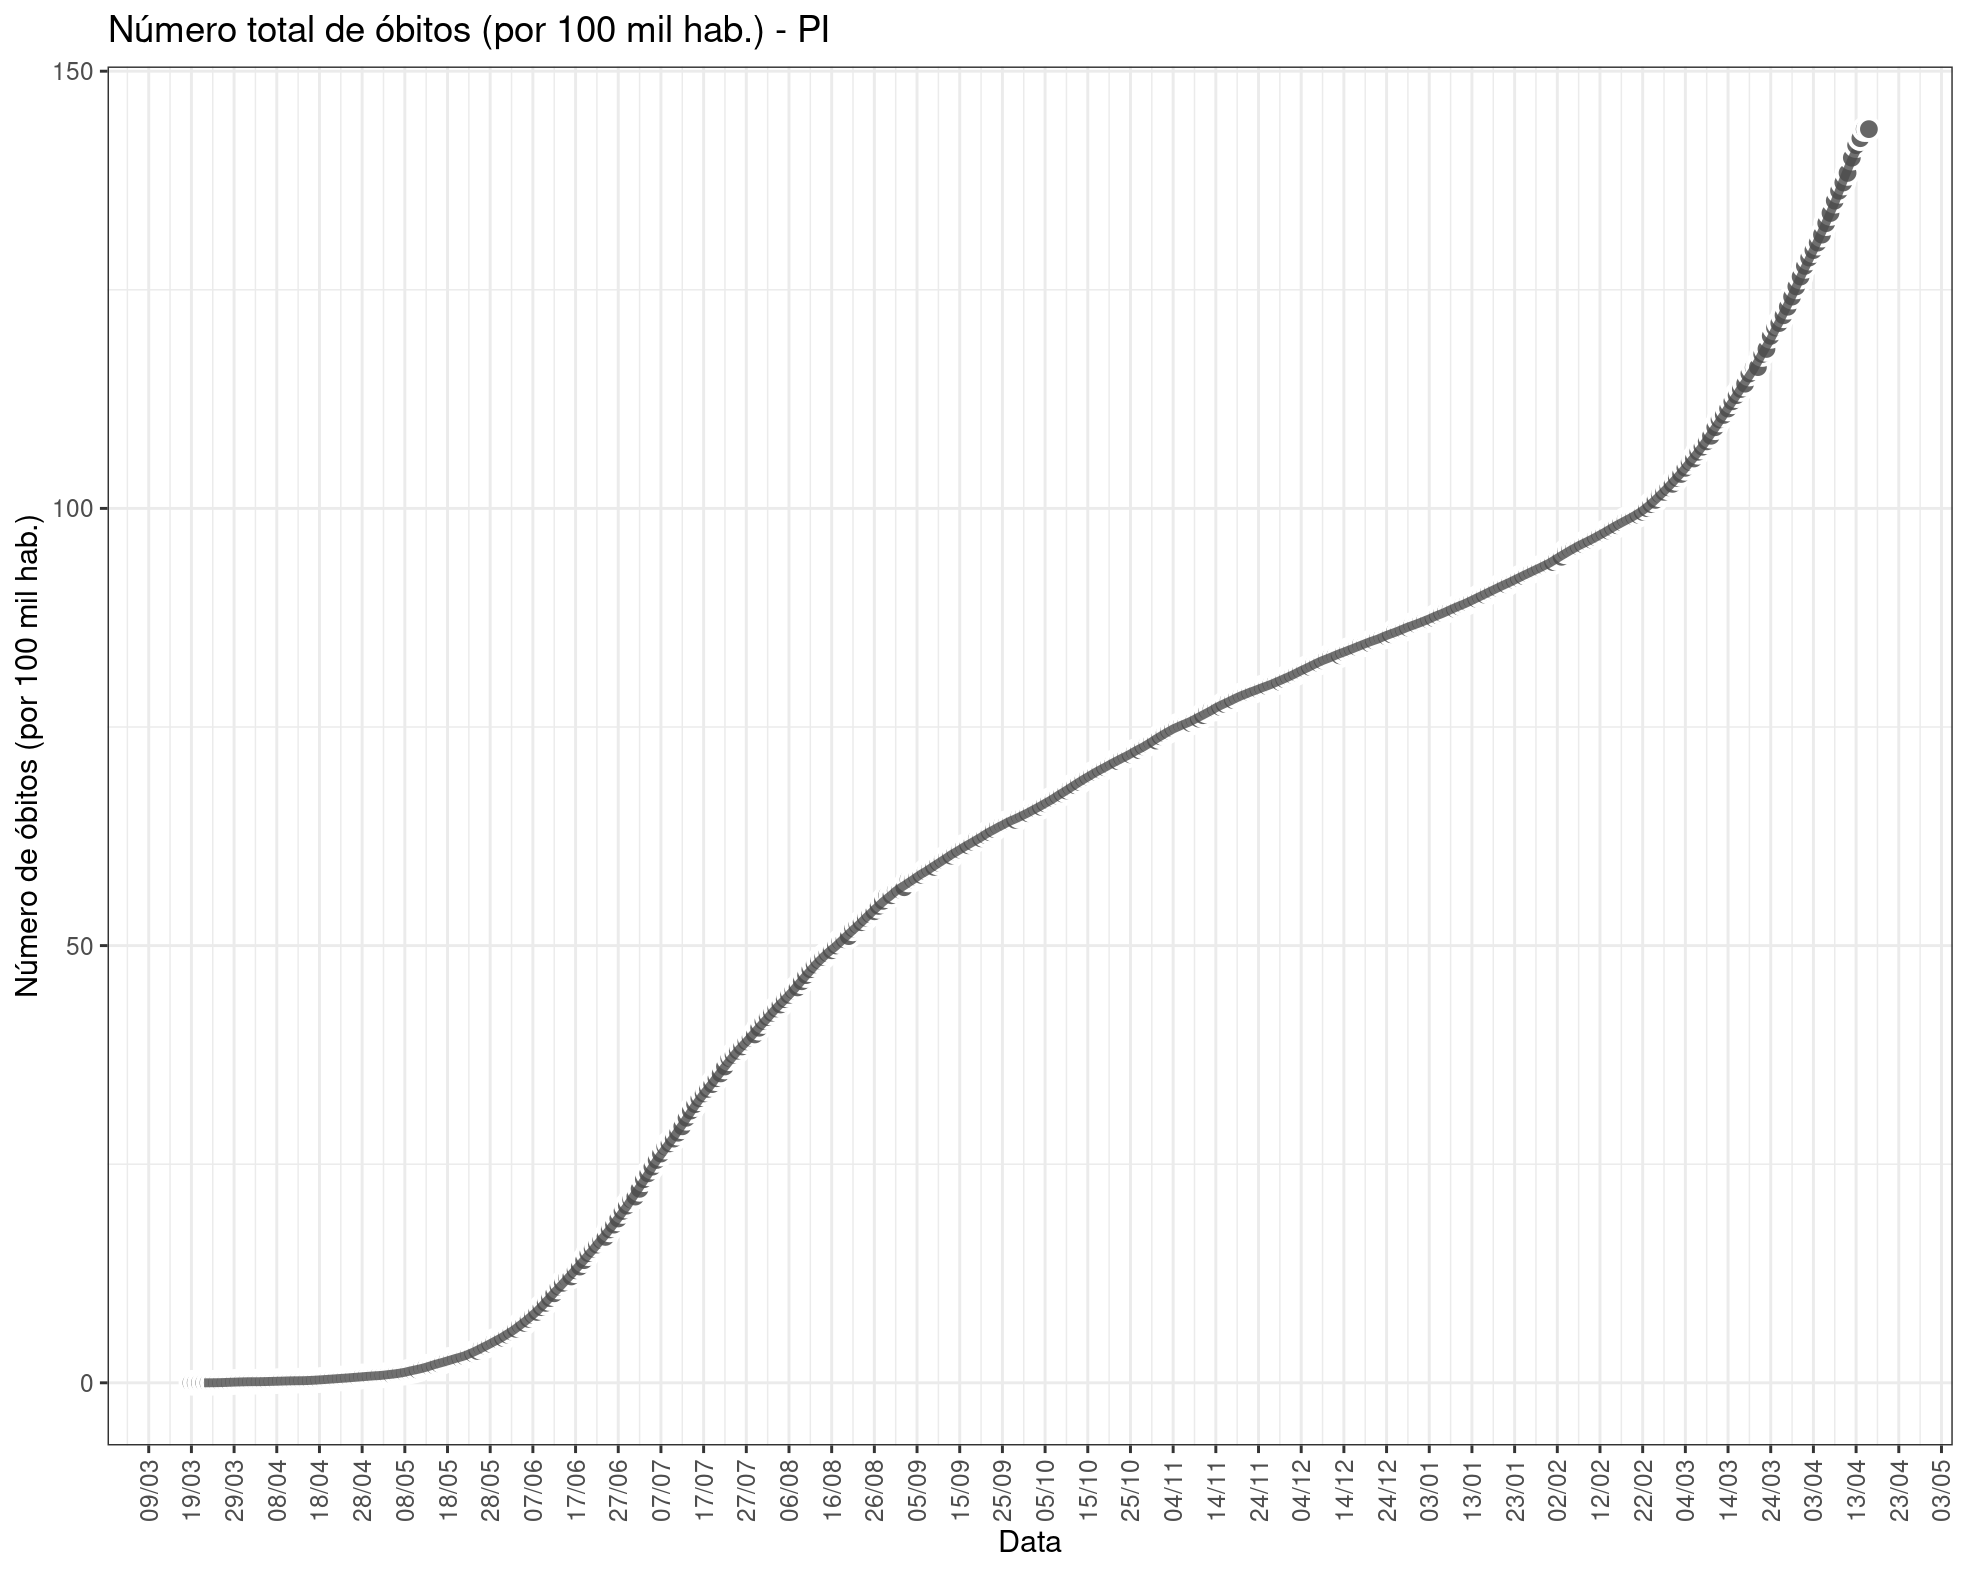 Número total de óbitos (por 100 mil hab.) - PI
Número de óbitos (por 100 mil hab.)
150
100
50
0
09/03 19/03 29/03 08/04 18/04 28/04 08/05 18/05 28/05 07/06 17/06 27/06 07/07 17/07 27/07 06/08 16/08 26/08 05/09 15/09 25/09 05/10 15/10 25/10 04/11 14/11 24/11 04/12 14/12 24/12 03/01 13/01 23/01 02/02 12/02 22/02 04/03 14/03 24/03 03/04 13/04 23/04 03/05
Data